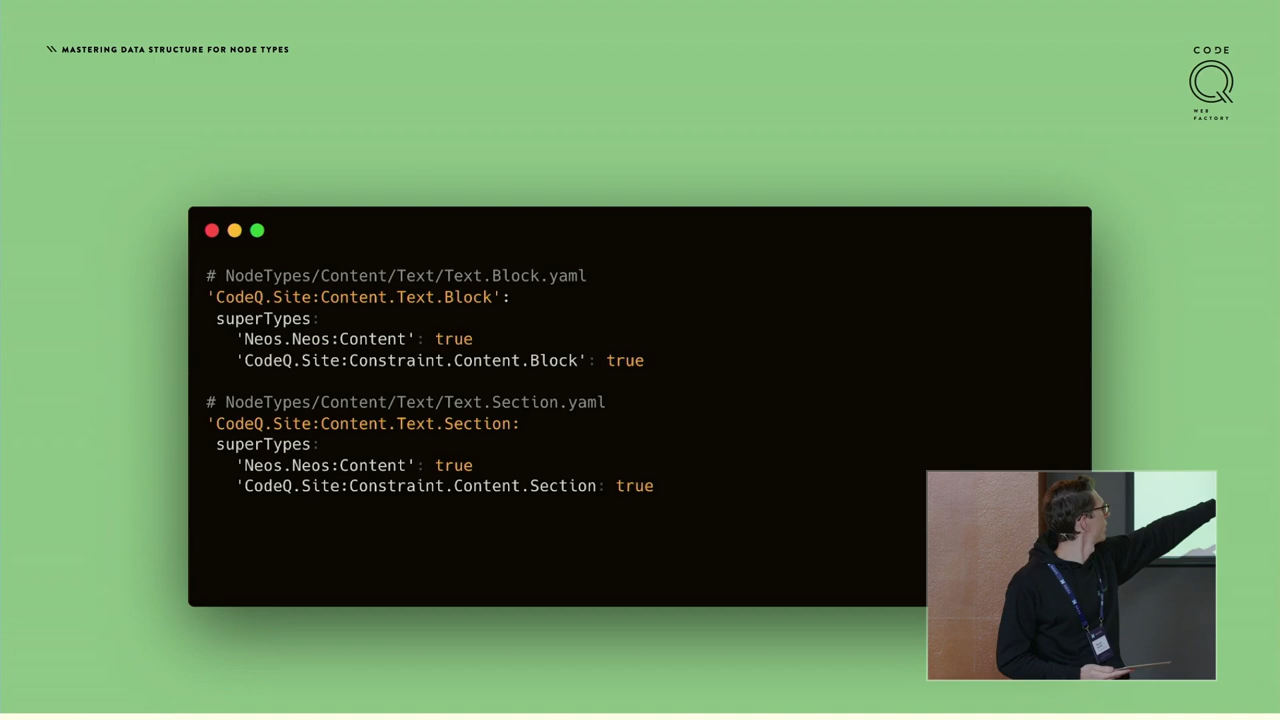 \\ MASTERING DATA STRUCTURE FOR NODE TYPES
CODE
Q
WEB
FACTORY
# NodeTypes/Content/Text/Text.Block.yaml
'CodeQ.Site:Content.Text.Block':
 superTypes:
   'Neos.Neos:Content': true
   'CodeQ.Site:Constraint.Content.Block': true
# NodeTypes/Content/Text/Text.Section.yaml
'CodeQ.Site:Content.Text.Section:
 superTypes:
   'Neos.Neos:Content': true
   'CodeQ.Site:Constraint.Content.Section: true